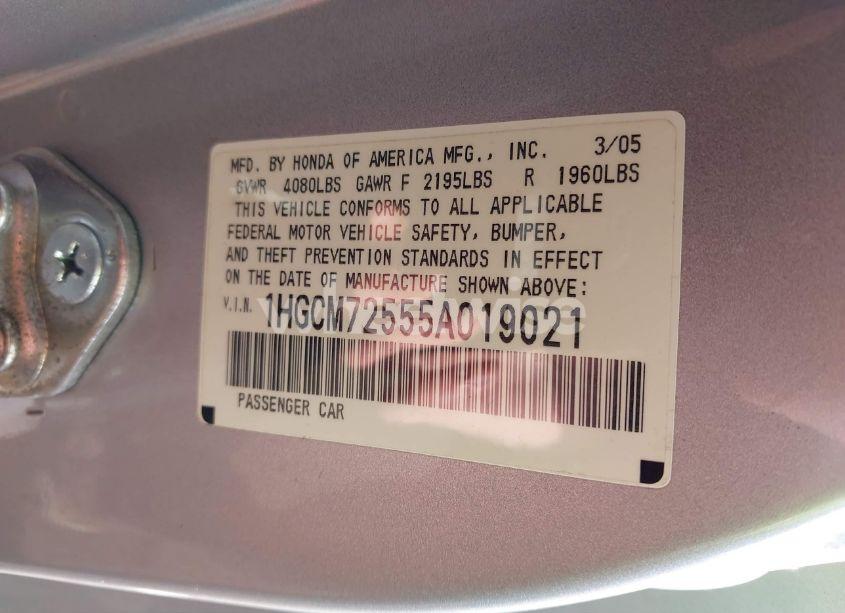 MFD. BY HONDA OF AMERICA MFG., INC. 3/05
GVWR 4080LBS GAWR F 2195LBS R 1960LBS
THIS VEHICLE CONFORMS TO ALL APPLICABLE
FEDERAL MOTOR VEHICLE SAFETY, BUMPER,
AND THEFT PREVENTION STANDARDS IN EFFECT
ON THE DATE OF MANUFACTURE SHOWN ABOVE:
V.I.N. 1HGCM72555A019021
PASSENGER CAR